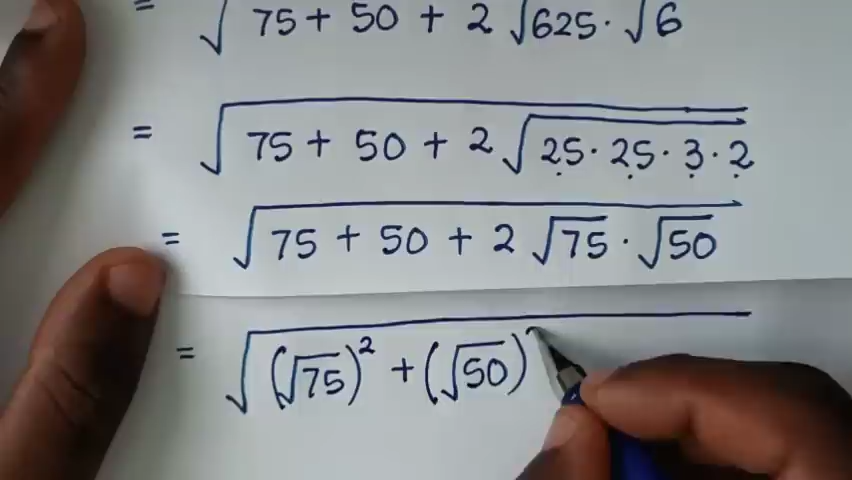 = √75 + 50 + 2 √625 · √6
= √75 + 50 + 2 √25 · 25 · 3 · 2
= √75 + 50 + 2 √75 · √50
= √(√75)² + (√50)